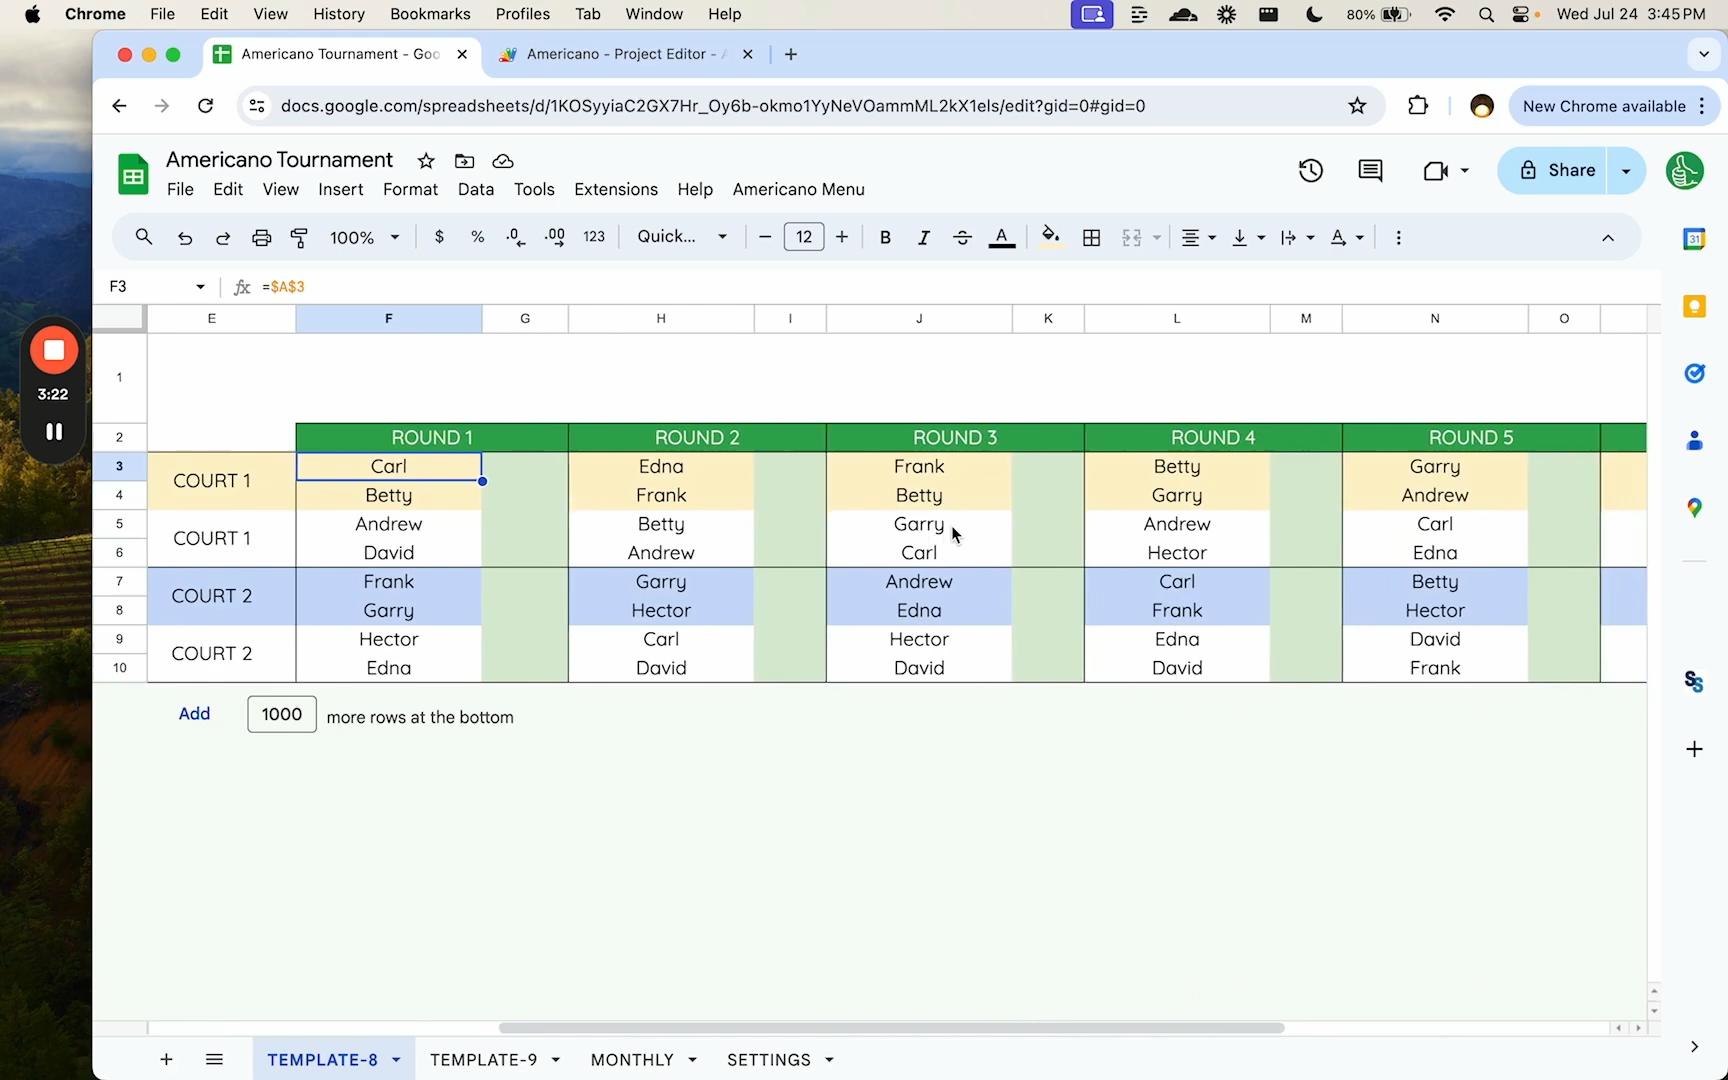 Chrome File Edit View History Bookmarks Profiles Tab Window Help 80% Wed Jul 24 3:45 PM
Americano Tournament - Goo Americano - Project Editor - A
docs.google.com/spreadsheets/d/1KOSyyiaC2GX7Hr_Oy6b-okmo1YyNeVOammML2kX1els/edit?gid=0#gid=0 New Chrome available
Americano Tournament
Share
File Edit View Insert Format Data Tools Extensions Help Americano Menu
100% $ % .0 .00 123 Quick... 12 B I S A
F3 fx =$A$3
E F G H I J K L M N O
3:22
1
2 ROUND 1 ROUND 2 ROUND 3 ROUND 4 ROUND 5
3 Carl Edna Frank Betty Garry
COURT 1
4 Betty Frank Betty Garry Andrew
5 Andrew Betty Garry Andrew Carl
COURT 1
6 David Andrew Carl Hector Edna
7 Frank Garry Andrew Carl Betty
COURT 2
8 Garry Hector Edna Frank Hector
9 Hector Carl Hector Edna David
COURT 2
10 Edna David David David Frank
Add 1000 more rows at the bottom
31
TEMPLATE-8 TEMPLATE-9 MONTHLY SETTINGS